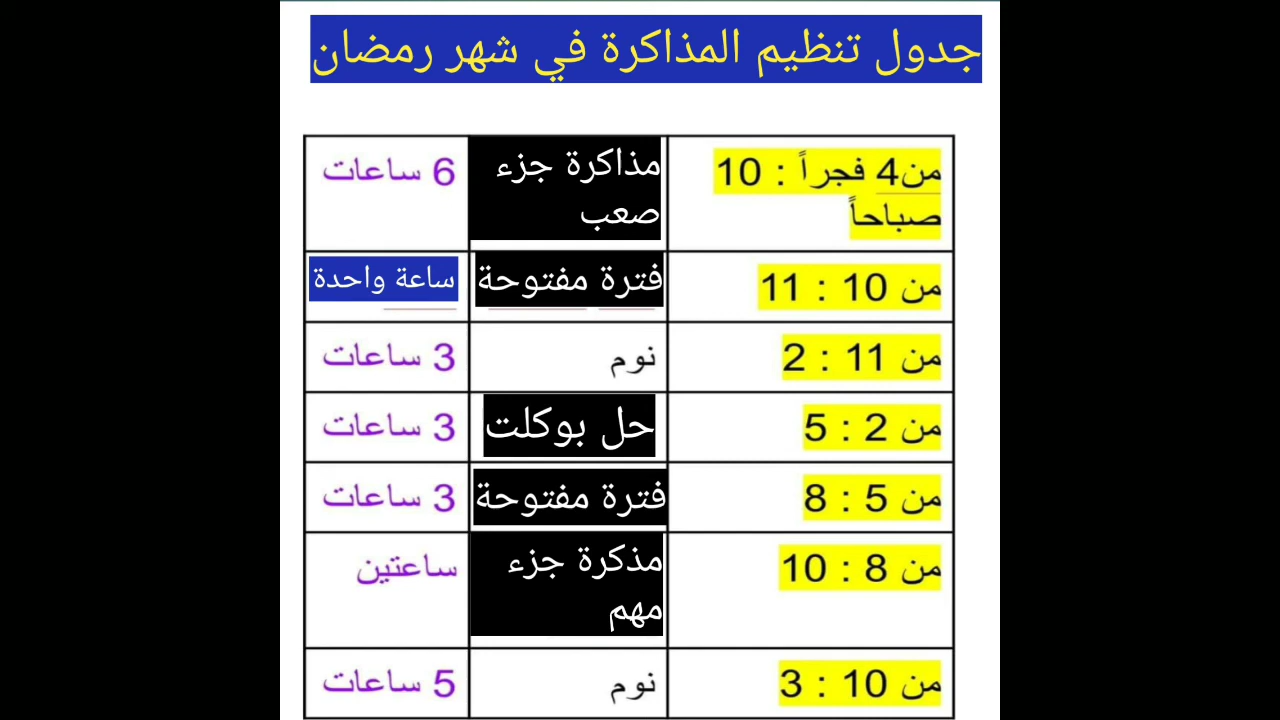 جدول تنظيم المذاكرة في شهر رمضان
من4 فجراً : 10 صباحاً
مذاكرة جزء صعب
6 ساعات
من 10 : 11
فترة مفتوحة
ساعة واحدة
من 11 : 2
نوم
3 ساعات
من 2 : 5
حل بوكلت
3 ساعات
من 5 : 8
فترة مفتوحة
3 ساعات
من 8 : 10
مذكرة جزء مهم
ساعتين
من 10 : 3
نوم
5 ساعات